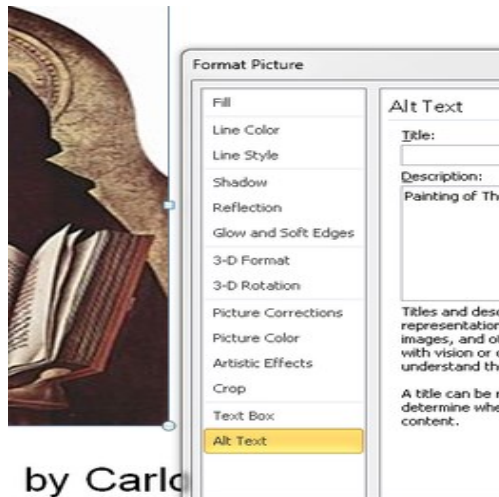 Format Picture
Fill
Line Color
Line Style
Shadow
Reflection
Glow and Soft Edges
3-D Format
3-D Rotation
Picture Corrections
Picture Color
Artistic Effects
Crop
Text Box
Alt Text
Alt Text
Title:
Description:
Painting of Th
Titles and desc
representation
images, and ot
with vision or
understand the
A title can be
determine whe
content.
by Carlo